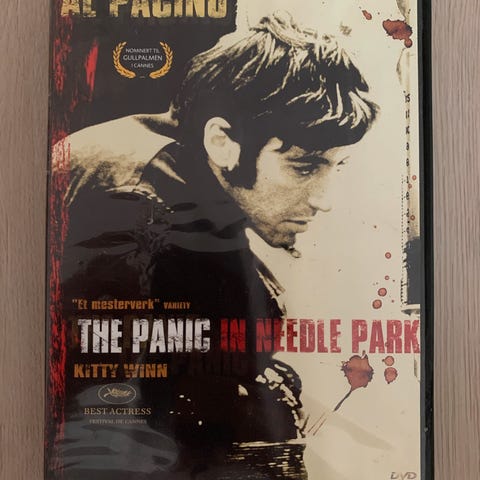 AL PACINO
NOMINERT TIL
GULLPALMEN
I CANNES
"Et mesterverk" VARIETY
THE PANIC IN NEEDLE PARK
KITTY WINN
BEST ACTRESS
FESTIVAL DE CANNES
DVD